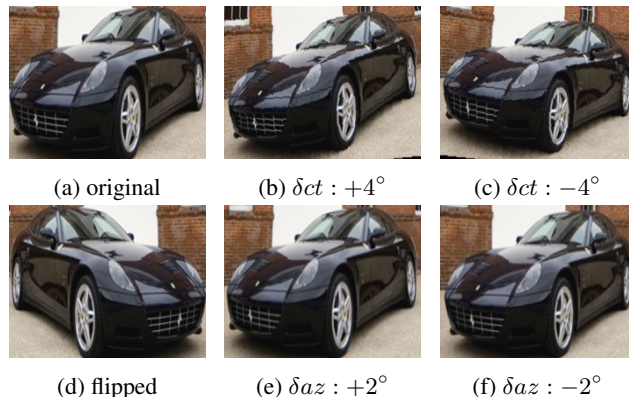 (a) original
(b) δct : +4°
(c) δct : −4°
(d) flipped
(e) δaz : +2°
(f) δaz : −2°